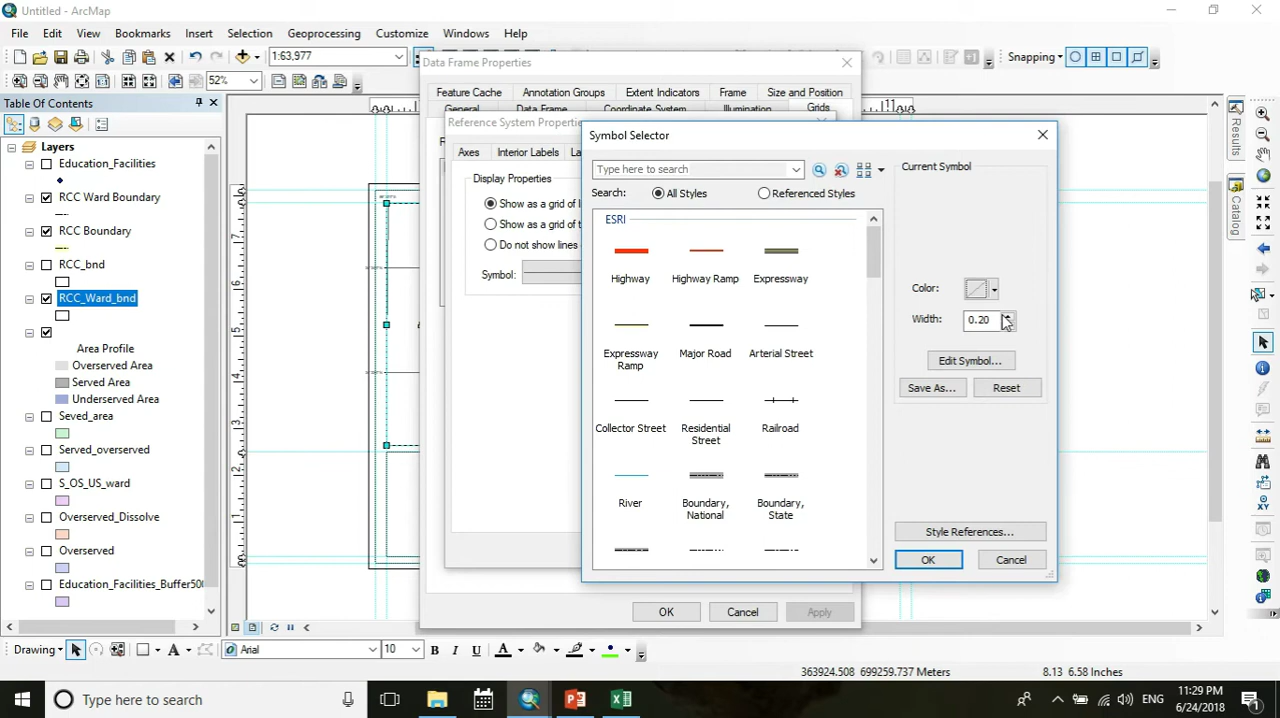 Untitled - ArcMap
File Edit View Bookmarks Insert Selection Geoprocessing Customize Windows Help
1:63,977
Snapping
52%
Table Of Contents
Layers
Education_Facilities
RCC Ward Boundary
RCC Boundary
RCC_bnd
RCC_Ward_bnd
Area Profile
Overserved Area
Served Area
Underserved Area
Seved_area
Served_overserved
S_OS_US_ward
Overserved_Dissolve
Overserved
Education_Facilities_Buffer500
Data Frame Properties
Feature Cache Annotation Groups Extent Indicators Frame Size and Position
General Data Frame Coordinate System Illumination Grids
Reference System Properti
Axes Interior Labels La
Display Properties
Show as a grid of l
Show as a grid of t
Do not show lines
Symbol:
OK Cancel Apply
Symbol Selector
Type here to search
Search: All Styles Referenced Styles
ESRI
Highway Highway Ramp Expressway
Expressway Ramp Major Road Arterial Street
Collector Street Residential Street Railroad
River Boundary, National Boundary, State
Current Symbol
Color:
Width: 0.20
Edit Symbol...
Save As... Reset
Style References...
OK Cancel
Results
Catalog
Drawing Arial 10 B I U A
363924.508 699259.737 Meters 8.13 6.58 Inches
Type here to search
ENG
11:29 PM
6/24/2018